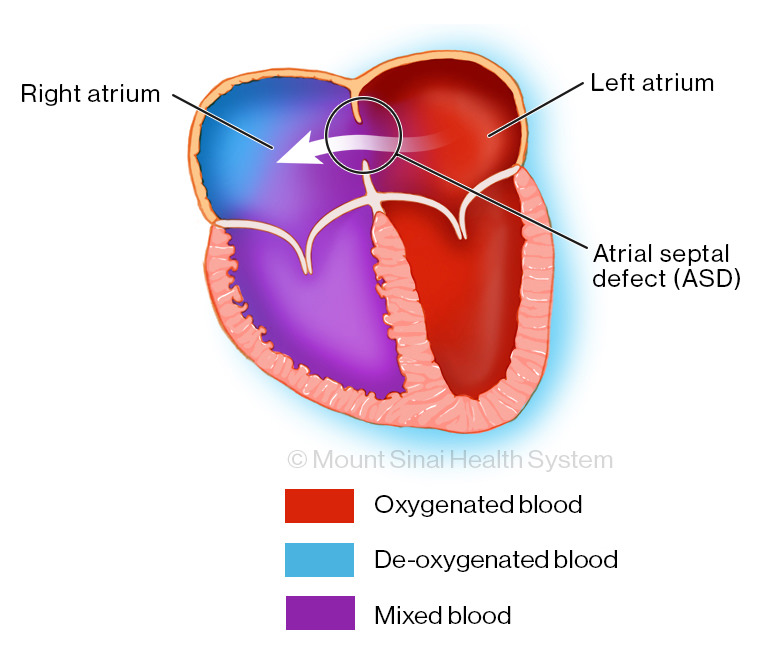 Left atrium
Right atrium
Atrial septal
defect (ASD)
© Mount Sinai Health System
Oxygenated blood
De-oxygenated blood
Mixed blood